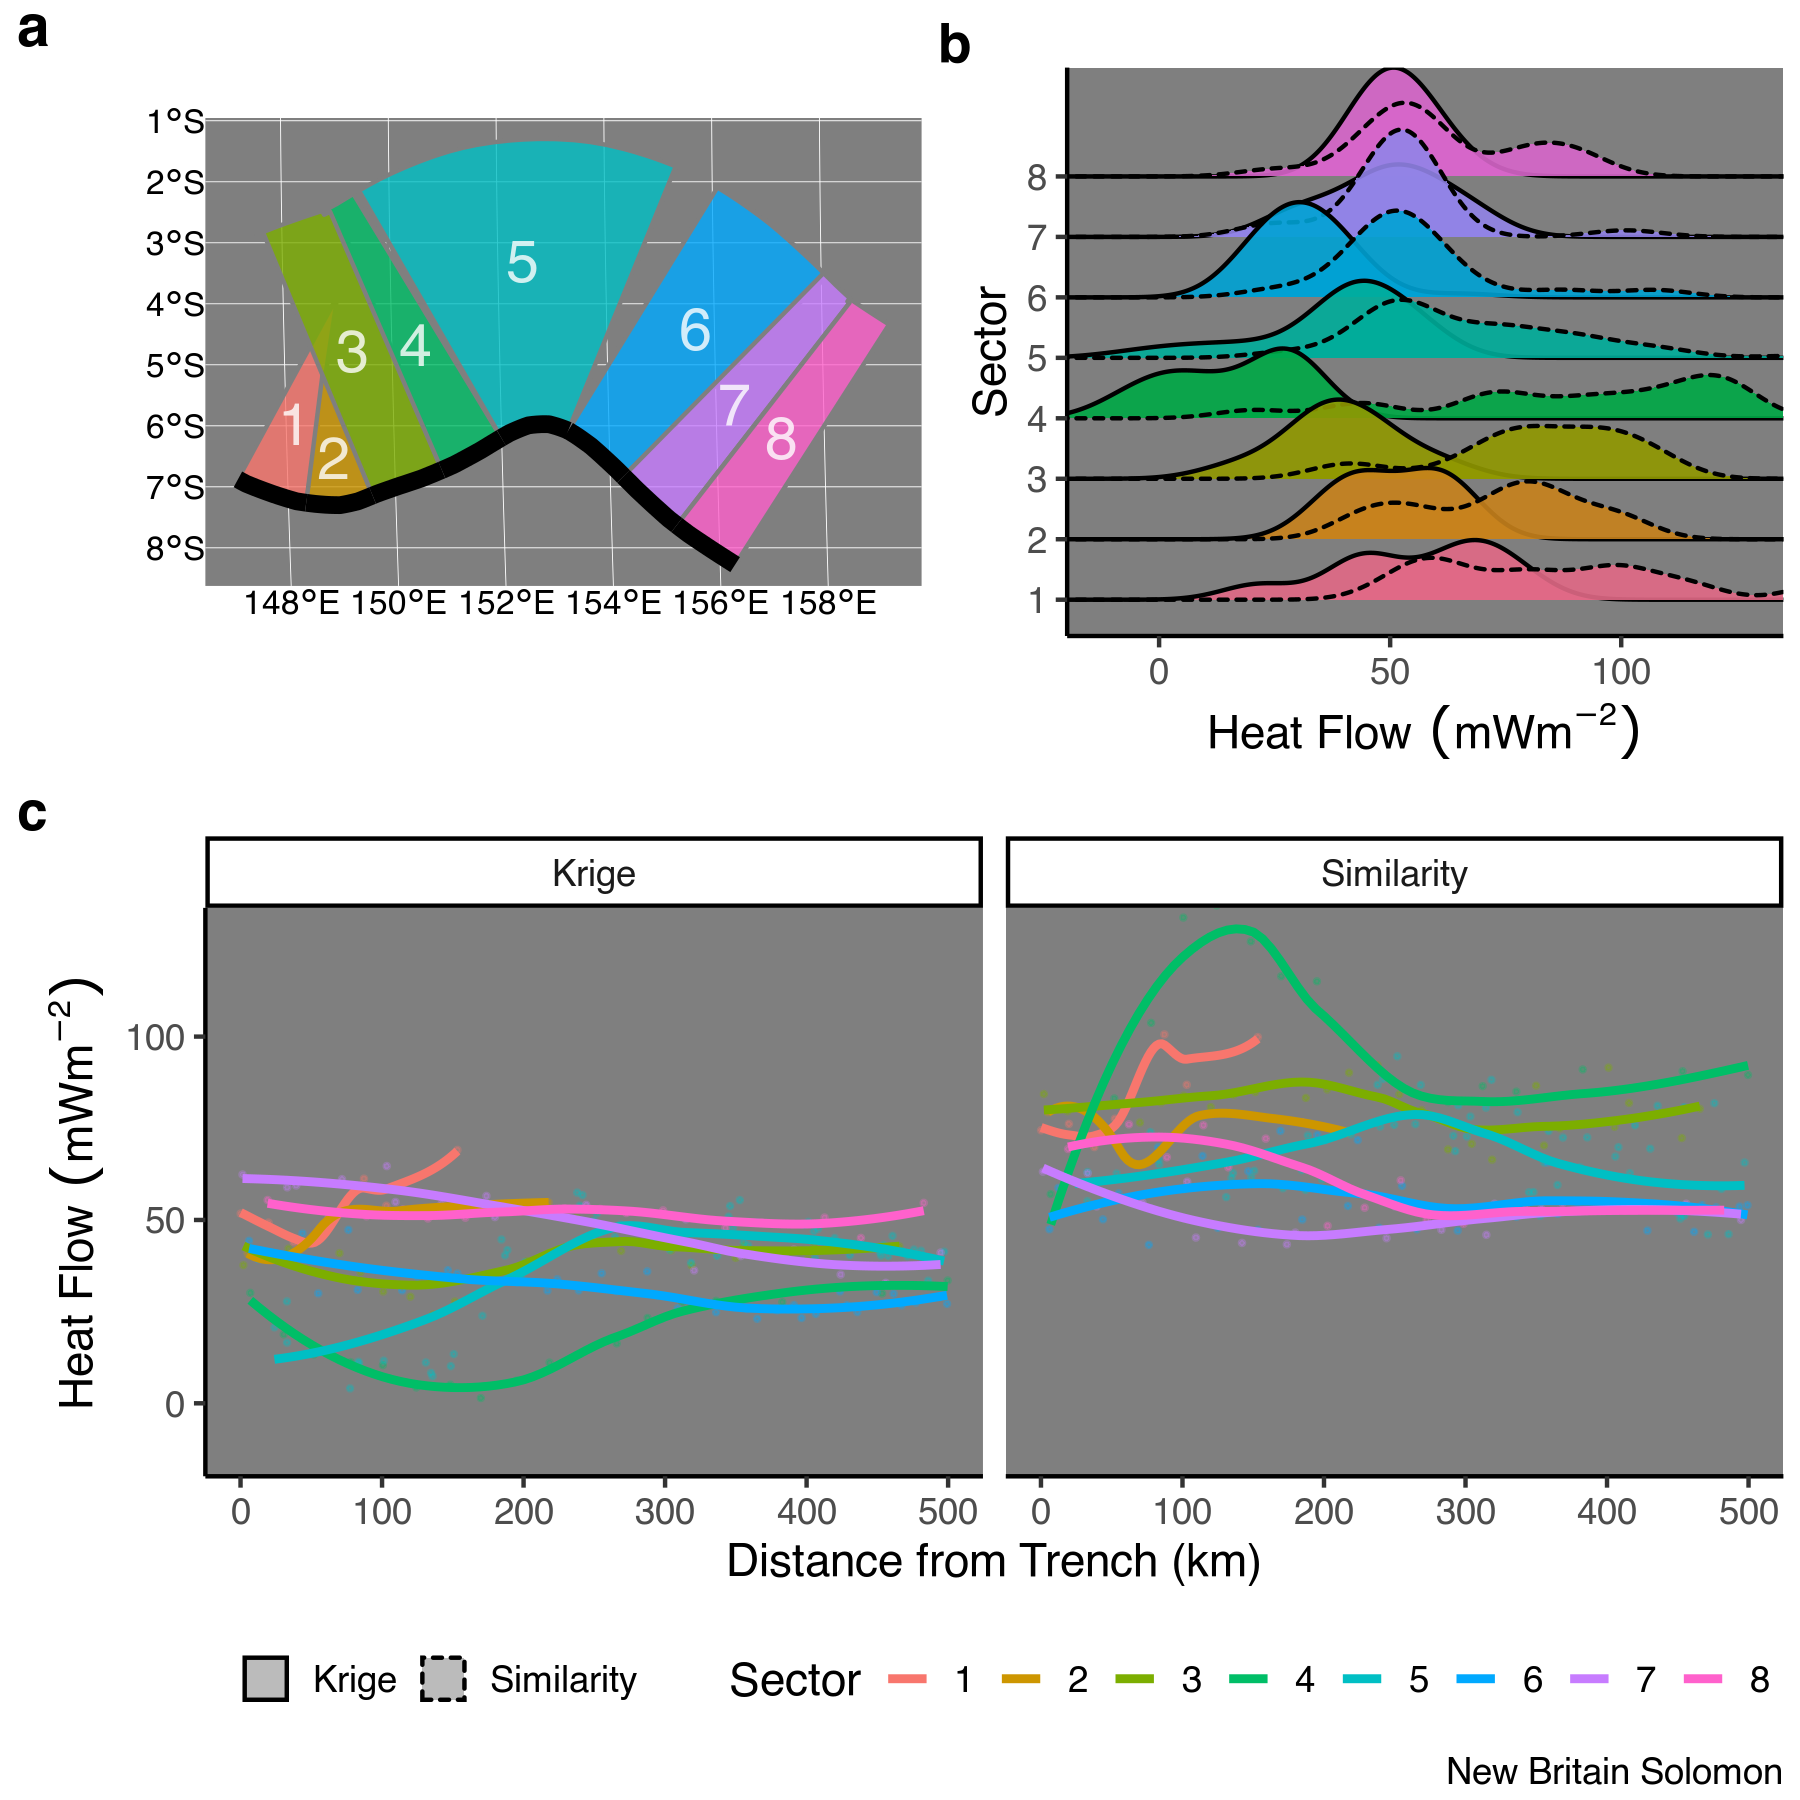 a
1°S
2°S
3°S
4°S
5°S
6°S
7°S
8°S
148°E 150°E 152°E 154°E 156°E 158°E
1
2
3
4
5
6
7
8
b
Sector
8
7
6
5
4
3
2
1
0 50 100
Heat Flow (mWm−2)
c
Krige
Similarity
Heat Flow (mWm−2)
100
50
0
0 100 200 300 400 500
0 100 200 300 400 500
Distance from Trench (km)
Krige Similarity
Sector 1 2 3 4 5 6 7 8
New Britain Solomon